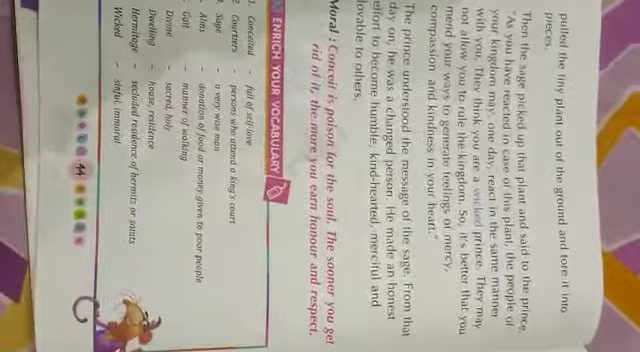 pulled the tiny plant out of the ground and tore it into
pieces.
Then the sage picked up that plant and said to the prince,
"As you have reacted in case of this plant, the people of
your kingdom may, one day, react in the same manner
with you. They think you are a wicked prince. They may
not allow you to rule the kingdom. So, it's better that you
mend your ways to generate feelings of mercy,
compassion and kindness in your heart."
The prince understood the message of the sage. From that
day on, he was a changed person. He made an honest
effort to become humble, kind-hearted, merciful and
lovable to others.
Moral : Conceit is poison for the soul. The sooner you get
rid of it, the more you earn honour and respect.
ENRICH YOUR VOCABULARY
1. Conceited - full of self-love
2. Courtiers - persons who attend a king's court
Sage - a very wise man
Alms - donation of food or money given to poor people
Gait - manner of walking
Divine - sacred, holy
Dwelling - house, residence
Hermitage - secluded residence of hermits or saints
Wicked - sinful, immoral
44